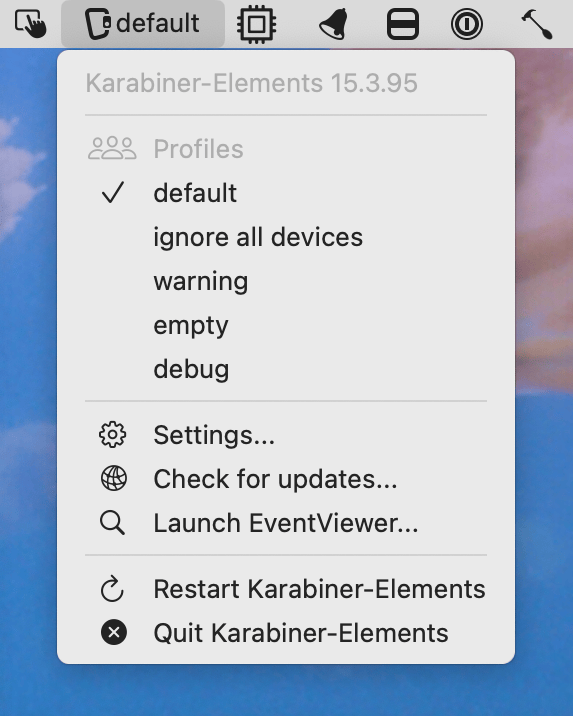 default
Karabiner-Elements 15.3.95
Profiles
default
ignore all devices
warning
empty
debug
Settings...
Check for updates...
Launch EventViewer...
Restart Karabiner-Elements
Quit Karabiner-Elements